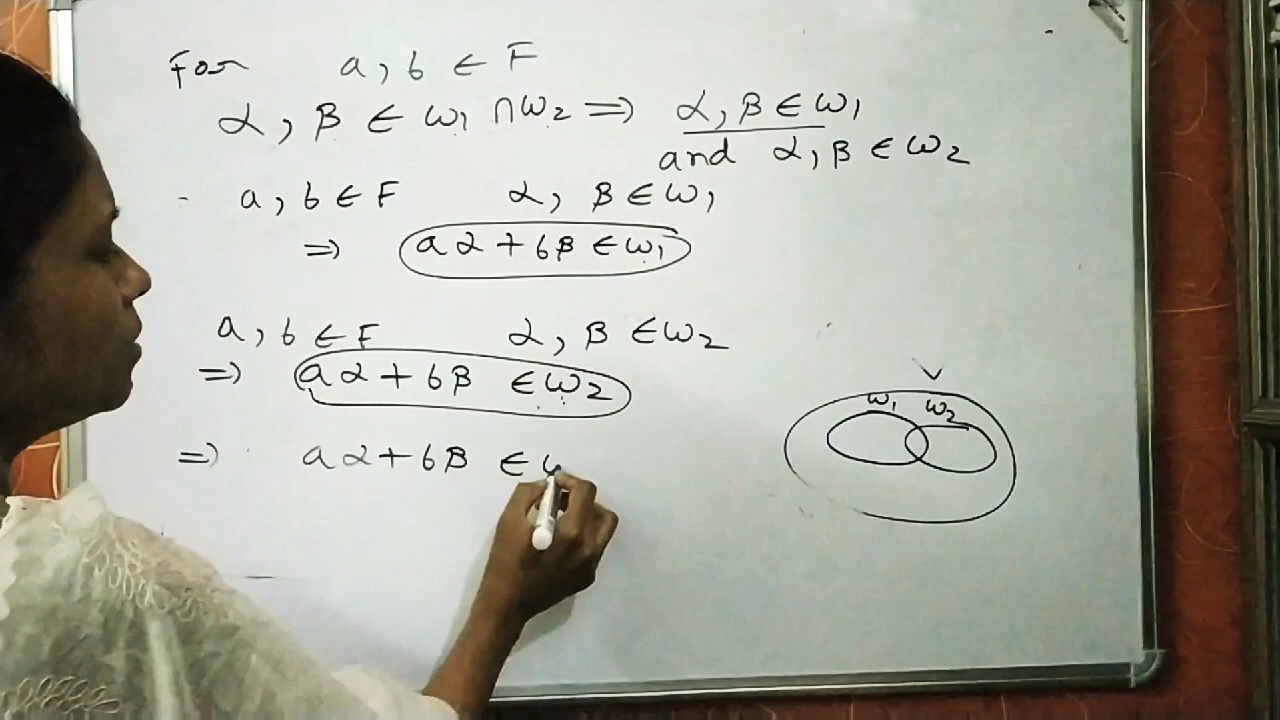 For a, b ∈ F
α, β ∈ ω₁ ∩ ω₂ ⇒ α, β ∈ ω₁
and α, β ∈ ω₂
a, b ∈ F α, β ∈ ω₁
⇒ aα + bβ ∈ ω₁
a, b ∈ F α, β ∈ ω₂
⇒ aα + bβ ∈ ω₂
⇒ aα + bβ ∈
V
ω₁ ω₂